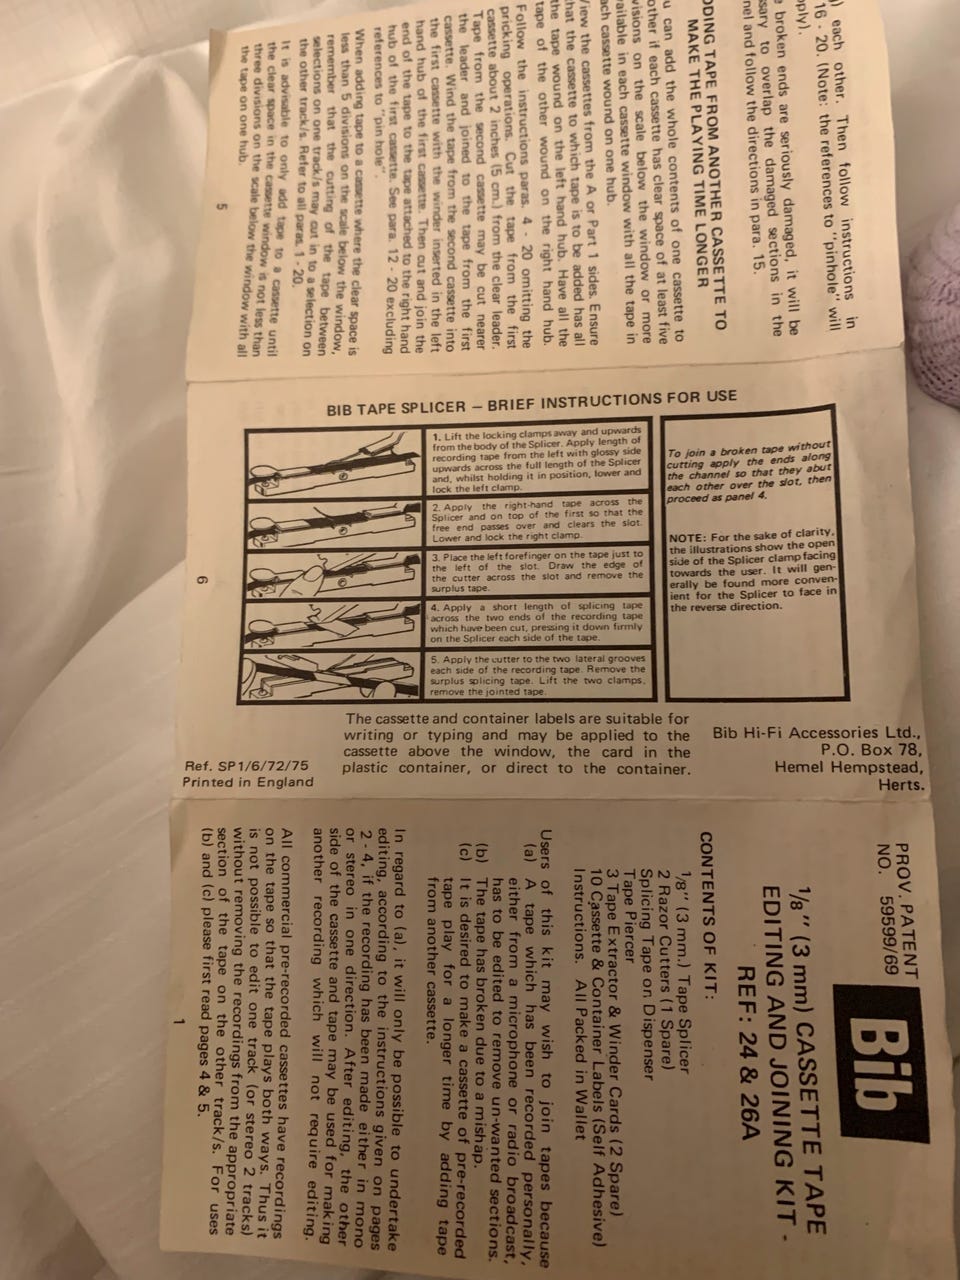 each other. Then follow instructions in
16 - 20. (Note: the references to "pinhole" will
broken ends are seriously damaged, it will be
to overlap the damaged sections in the
and follow the directions in para. 15.
TAPE FROM ANOTHER CASSETTE TO
MAKE THE PLAYING TIME LONGER
can add the whole contents of one cassette to
other if each cassette has clear space of at least five
visions on the scale below the window or more
available in each cassette window with all the tape in
each cassette wound on one hub.
View the cassettes from the A or Part 1 sides. Ensure
that the cassette to which tape is to be added has all
the tape wound on the left hand hub. Have all the
tape of the other wound on the right hand hub.
Follow the instructions paras. 4 - 20 omitting the
pricking operations. Cut the tape from the first
cassette about 2 inches (5 cm.) from the clear leader.
Tape from the second cassette may be cut nearer
the leader and joined to the tape from the first
cassette. Wind the tape from the second cassette into
the first cassette with the winder inserted in the left
hand hub of the first cassette. Then cut and join the
end of the tape to the tape attached to the right hand
hub of the first cassette. See para. 12 - 20 excluding
references to "pin hole".
When adding tape to a cassette where the clear space is
less than 5 divisions on the scale below the window,
remember that the cutting of the tape between
selections on one track/s may cut in to a selection on
the other track/s. Refer to all paras. 1 - 20.
It is advisable to only add tape to a cassette until
the clear space in the cassette window is not less than
three divisions on the scale below the window with all
the tape on one hub.
5
BIB TAPE SPLICER – BRIEF INSTRUCTIONS FOR USE
1. Lift the locking clamps away and upwards
from the body of the Splicer. Apply length of
recording tape from the left with glossy side
upwards across the full length of the Splicer
and, whilst holding it in position, lower and
lock the left clamp.
2. Apply the right-hand tape across the
Splicer and on top of the first so that the
free end passes over and clears the slot.
Lower and lock the right clamp.
3. Place the left forefinger on the tape just to
the left of the slot. Draw the edge of
the cutter across the slot and remove the
surplus tape.
4. Apply a short length of splicing tape
across the two ends of the recording tape
which have been cut, pressing it down firmly
on the Splicer each side of the tape.
5. Apply the cutter to the two lateral grooves
each side of the recording tape. Remove the
surplus splicing tape. Lift the two clamps,
remove the jointed tape.
To join a broken tape without
cutting apply the ends along
the channel so that they abut
each other over the slot, then
proceed as panel 4.
NOTE: For the sake of clarity,
the illustrations show the open
side of the Splicer clamp facing
towards the user. It will gen-
erally be found more conven-
ient for the Splicer to face in
the reverse direction.
6
The cassette and container labels are suitable for
writing or typing and may be applied to the
cassette above the window, the card in the
plastic container, or direct to the container.
Bib Hi-Fi Accessories Ltd.,
P.O. Box 78,
Hemel Hempstead,
Herts.
Ref. SP1/6/72/75
Printed in England
PROV. PATENT
NO. 59599/69
Bib
1/8" (3 mm) CASSETTE TAPE
EDITING AND JOINING KIT -
REF: 24 & 26A
CONTENTS OF KIT:
1/8" (3 mm.) Tape Splicer
2 Razor Cutters (1 Spare)
Splicing Tape on Dispenser
Tape Piercer
3 Tape Extractor & Winder Cards (2 Spare)
10 Cassette & Container Labels (Self Adhesive)
Instructions. All Packed in Wallet
Users of this kit may wish to join tapes because
(a) A tape which has been recorded personally,
either from a microphone or radio broadcast,
has to be edited to remove un-wanted sections.
(b) The tape has broken due to a mishap.
(c) It is desired to make a cassette of pre-recorded
tape play for a longer time by adding tape
from another cassette.
In regard to (a), it will only be possible to undertake
editing, according to the instructions given on pages
2 - 4, if the recording has been made either in mono
or stereo in one direction. After editing, the other
side of the cassette and tape may be used for making
another recording which will not require editing.
All commercial pre-recorded cassettes have recordings
on the tape so that the tape plays both ways. Thus it
is not possible to edit one track (or stereo 2 tracks)
without removing the recordings from the appropriate
section of the tape on the other track/s. For uses
(b) and (c) please first read pages 4 & 5.
1